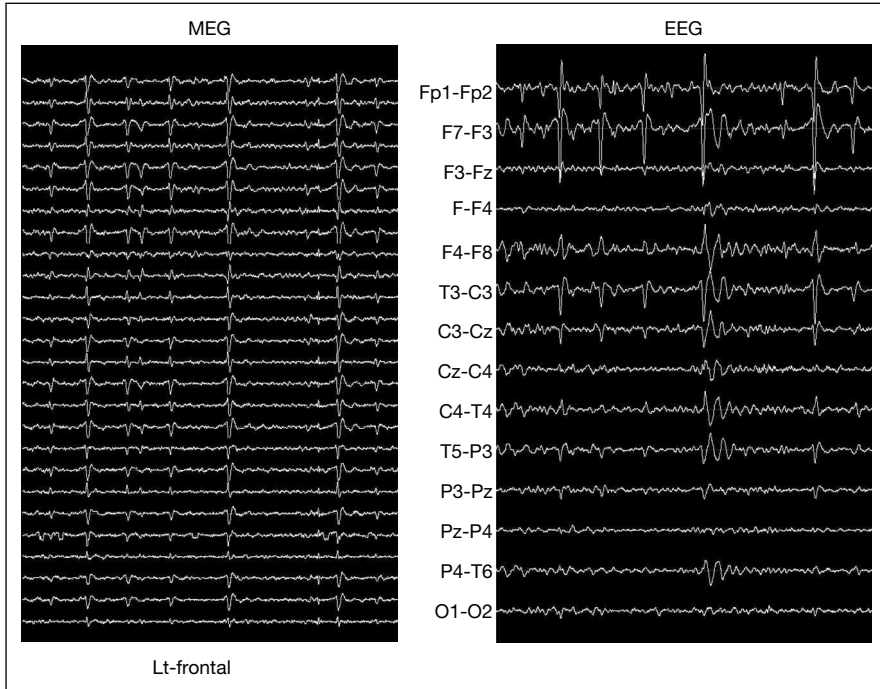 MEG
EEG
Fp1-Fp2
F7-F3
F3-Fz
F-F4
F4-F8
T3-C3
C3-Cz
Cz-C4
C4-T4
T5-P3
P3-Pz
Pz-P4
P4-T6
O1-O2
Lt-frontal